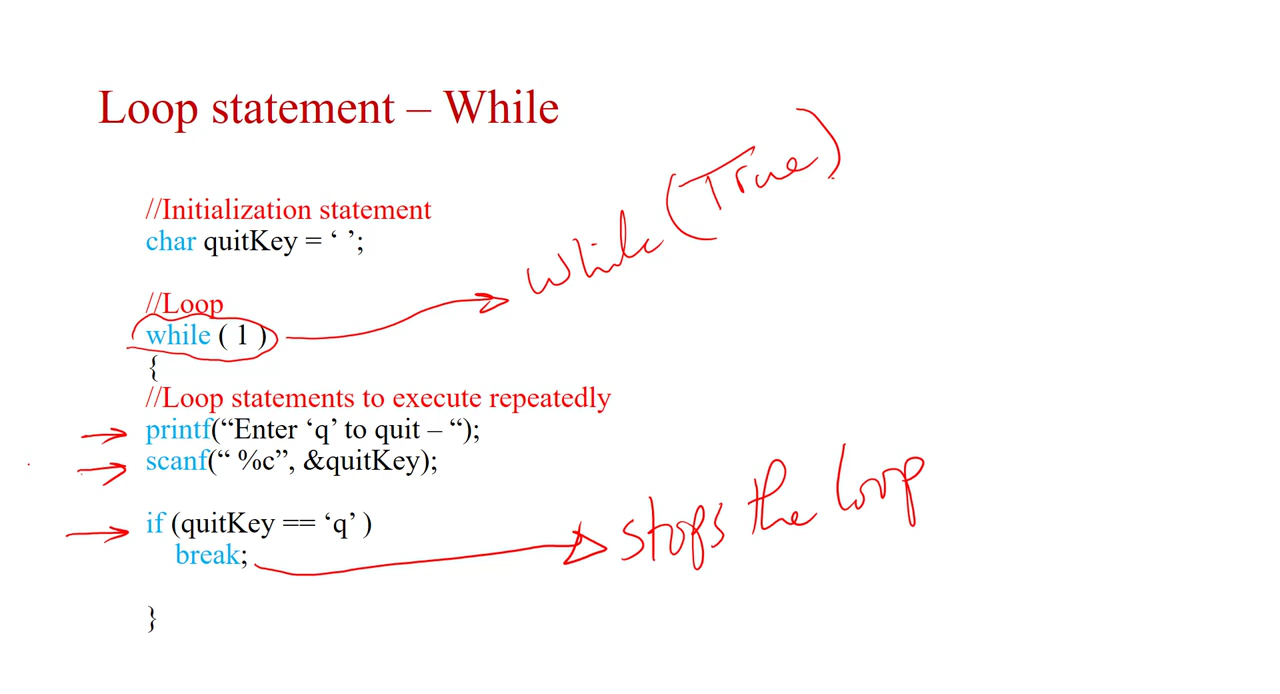 Loop statement – While
while (True)
//Initialization statement
char quitKey = ‘ ’;
//Loop
while ( 1 )
{
//Loop statements to execute repeatedly
printf(“Enter ‘q’ to quit – “);
scanf(“ %c”, &quitKey);
if (quitKey == ‘q’ )
break;
stops the loop
}